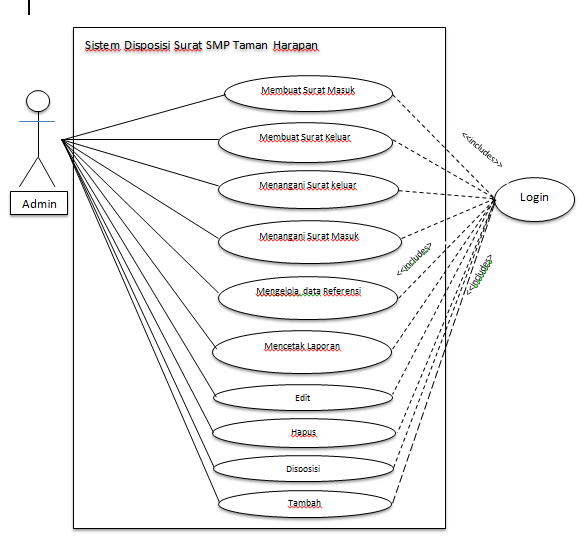 Sistem Disposisi Surat SMP Taman Harapan
Membuat Surat Masuk
Membuat Surat Keluar
Menangani Surat keluar
Menangani Surat Masuk
Mengelola data Referensi
Mencetak Laporan
Edit
Hapus
Disposisi
Tambah
Admin
Login
<<includes>>
<<includes>
<<includes>